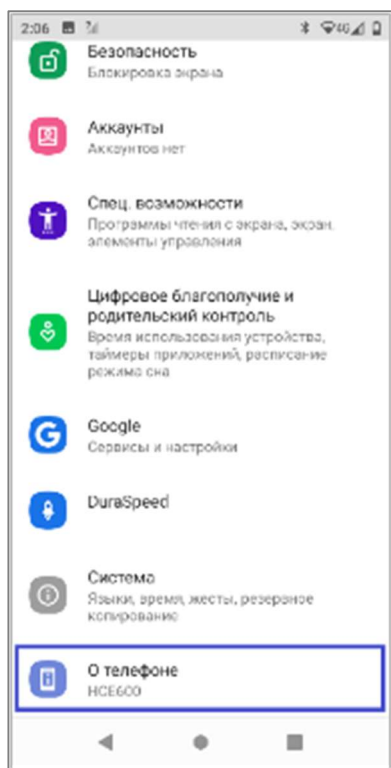 2:06 4G
Безопасность
Блокировка экрана
Аккаунты
Аккаунтов нет
Спец. возможности
Программы чтения с экрана, экран,
элементы управления
Цифровое благополучие и
родительский контроль
Время использования устройства,
таймеры приложений, расписание
режима сна
Google
Сервисы и настройки
DuraSpeed
Система
Языки, время, жесты, резервное
копирование
О телефоне
HCE600